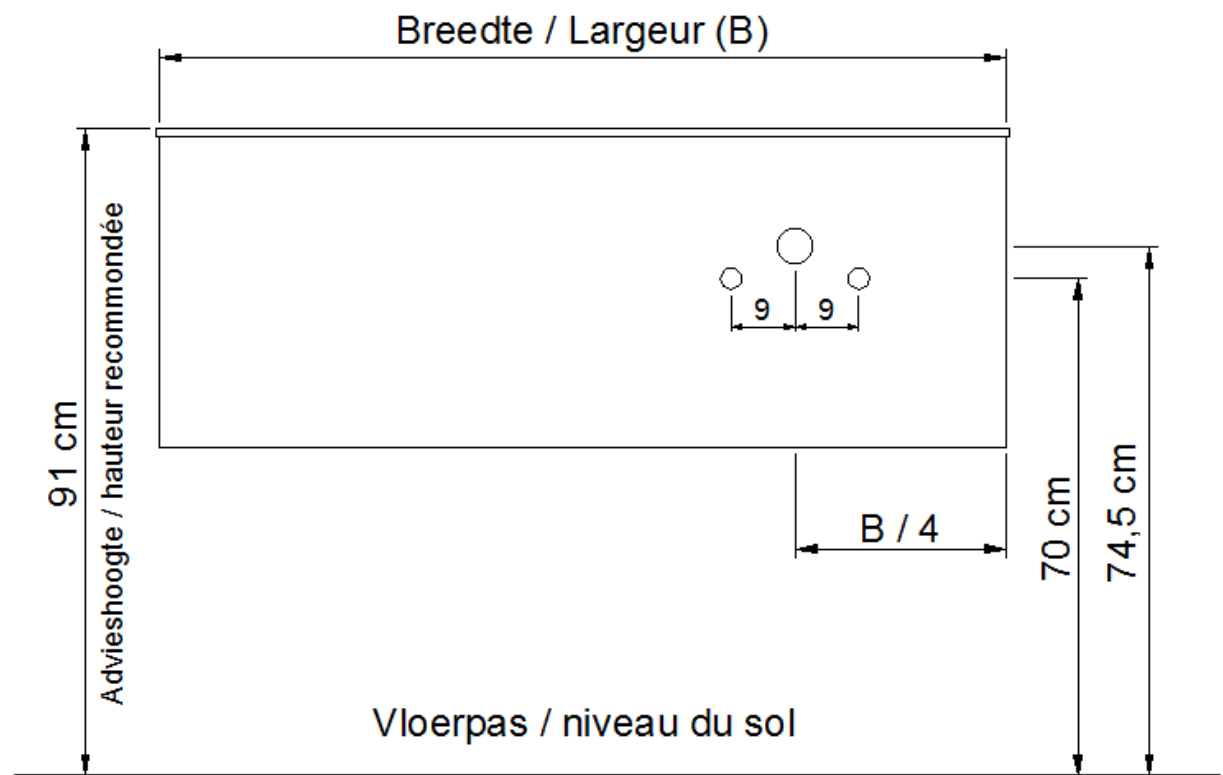 Breedte / Largeur (B)
91 cm
Advieshoogte / hauteur recommondée
9
9
B / 4
70 cm
74,5 cm
Vloerpas / niveau du sol